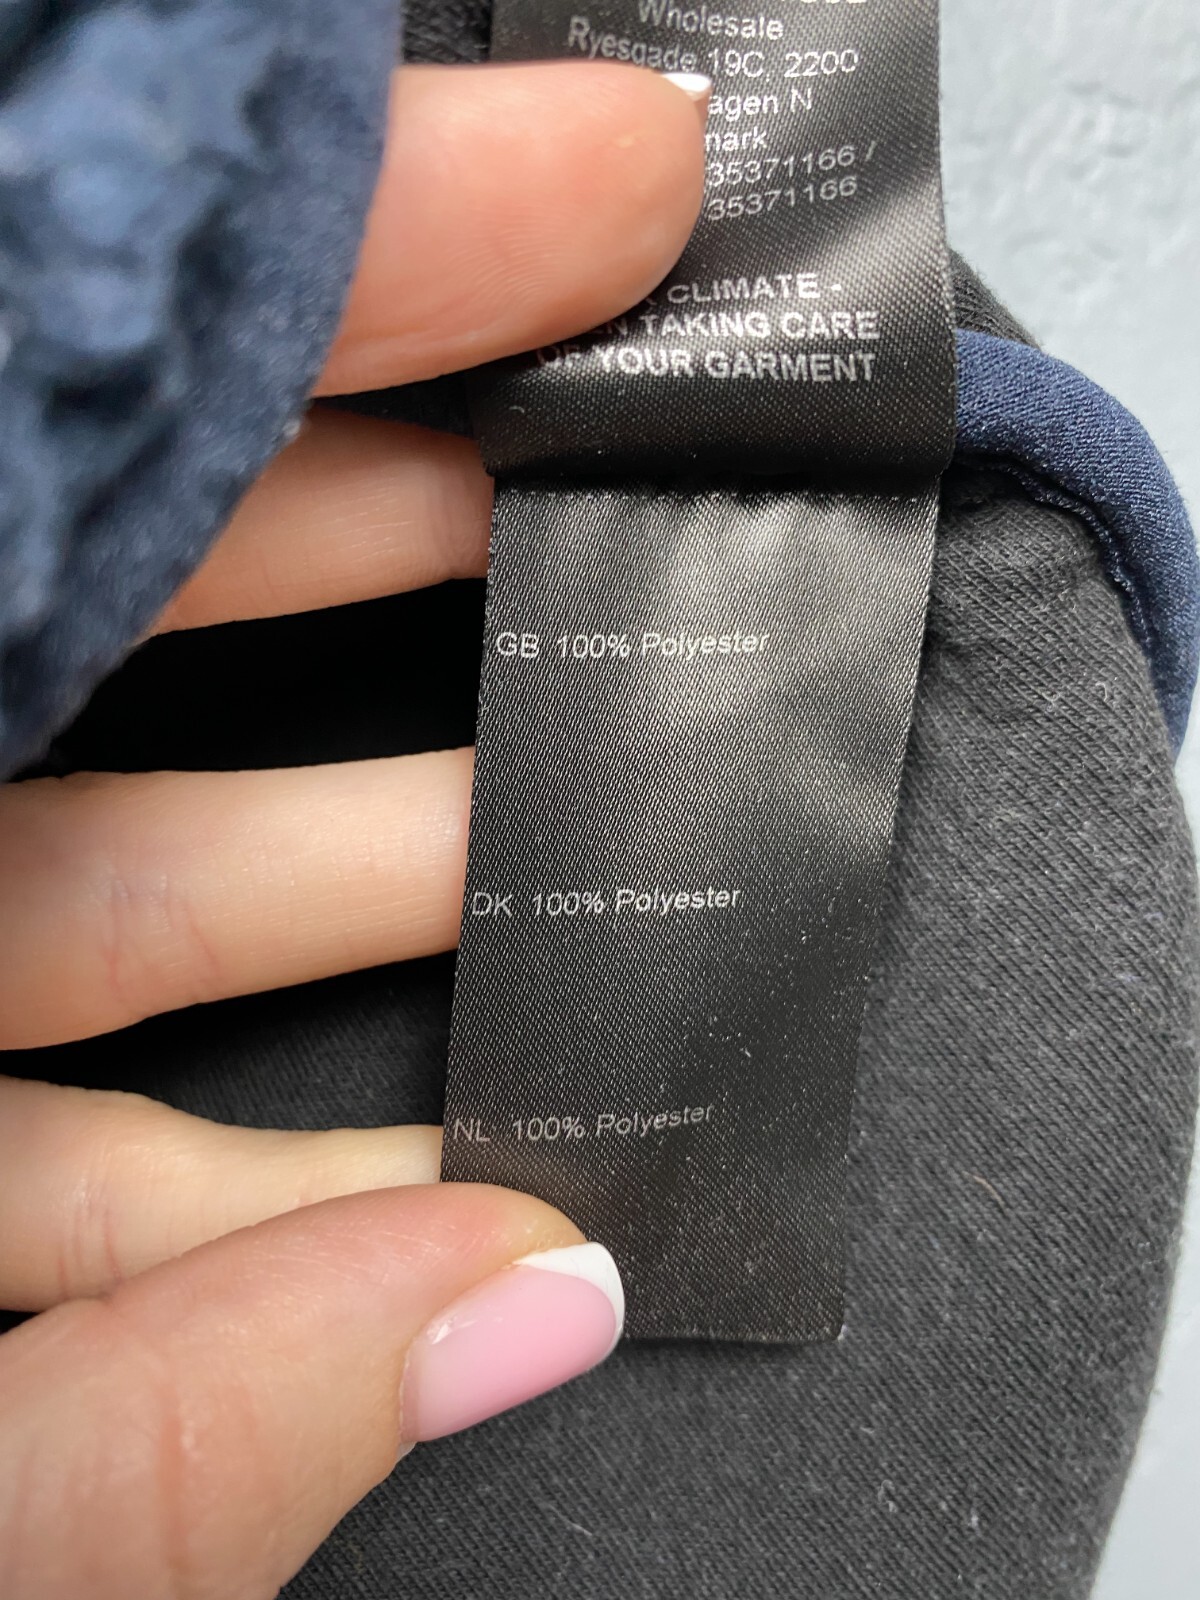 Wholesale
Ryesgade 19C. 2200
agen N
mark
35371166 /
35371166
CLIMATE -
TAKING CARE
OF YOUR GARMENT
GB 100% Polyester
DK 100% Polyester
NL 100% Polyester